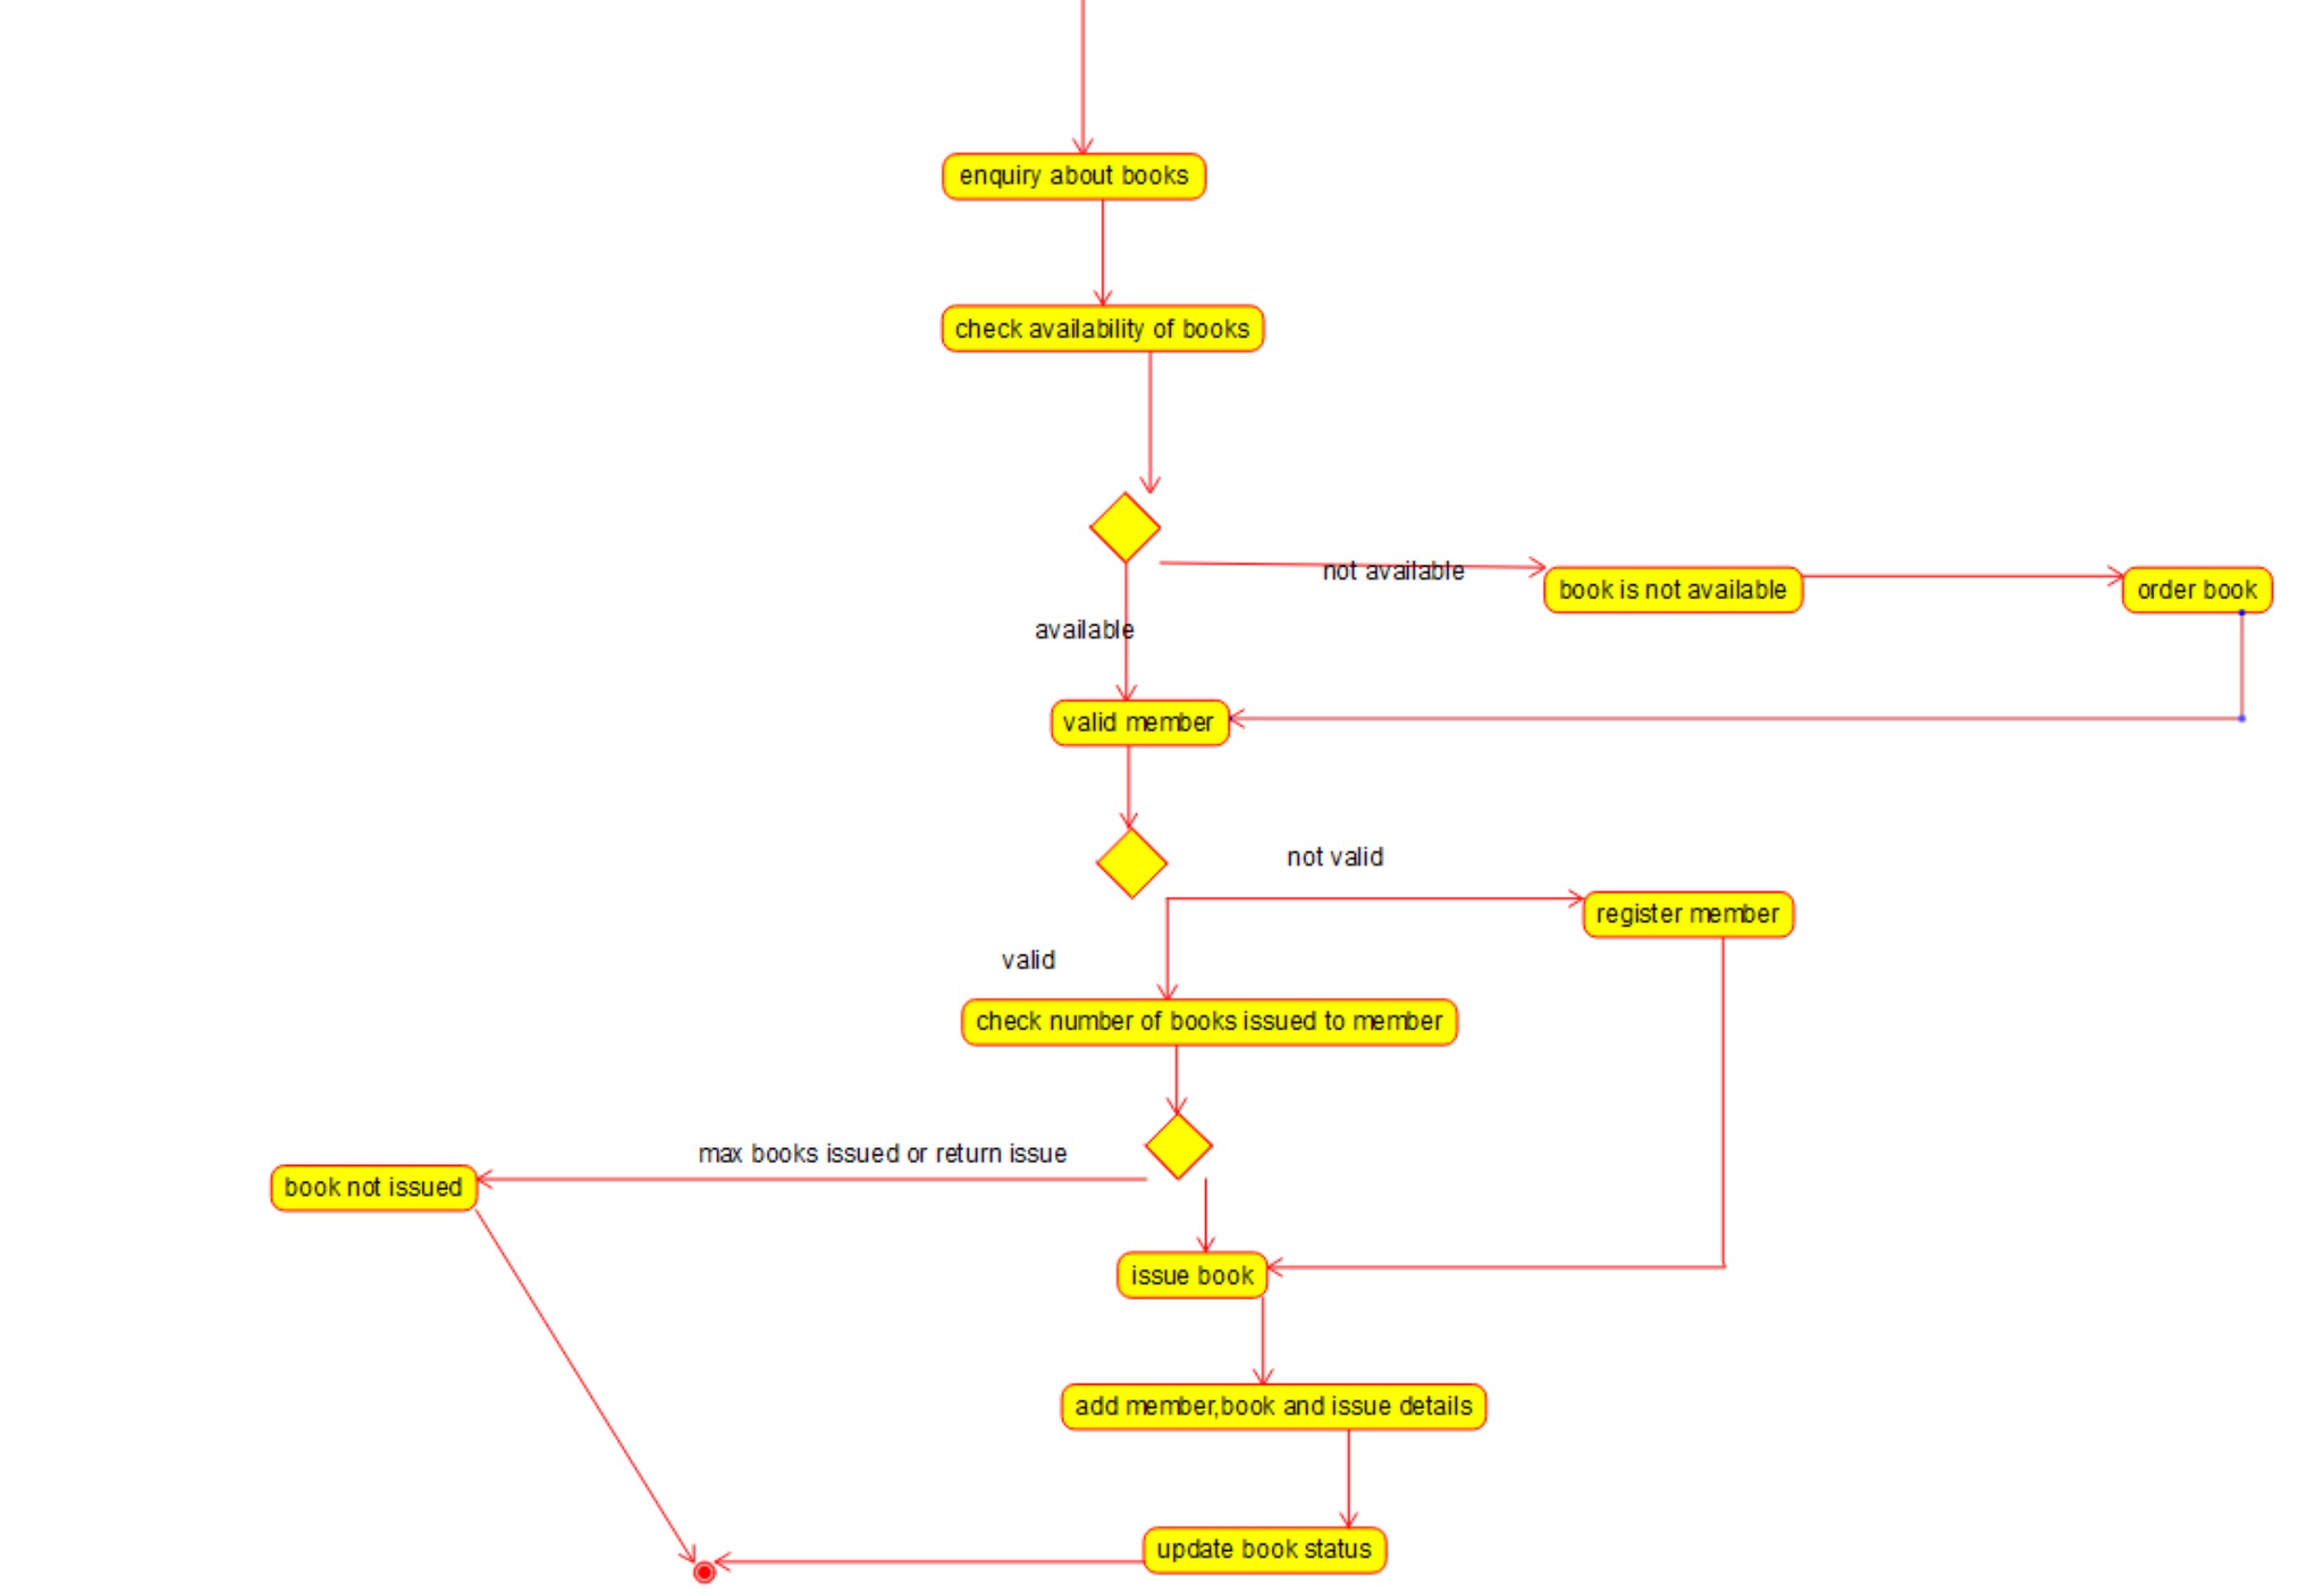 enquiry about books
check availability of books
not available
book is not available
order book
available
valid member
not valid
register member
valid
check number of books issued to member
max books issued or return issue
book not issued
issue book
add member,book and issue details
update book status